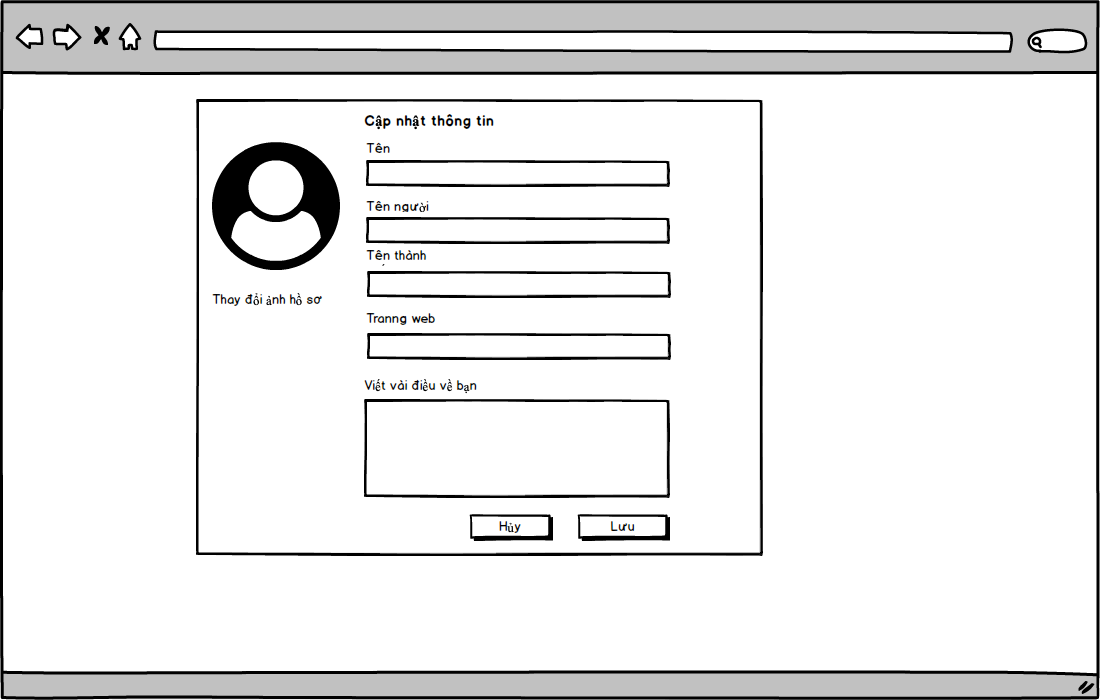 Cập nhật thông tin
Tên
Tên người
Tên thành
Tranng web
Thay đổi ảnh hồ sơ
Viết vài điều về bạn
Hủy
Lưu